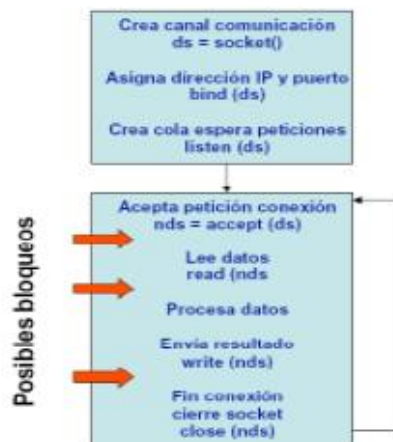 Crea canal comunicación
ds = socket()
Asigna dirección IP y puerto
bind (ds)
Crea cola espera peticiones
listen (ds)
Posibles bloqueos
Acepta petición conexión
nds = accept (ds)
Lee datos
read (nds
Procesa datos
Envía resultado
write (nds)
Fin conexión
cierre socket
close (nds)